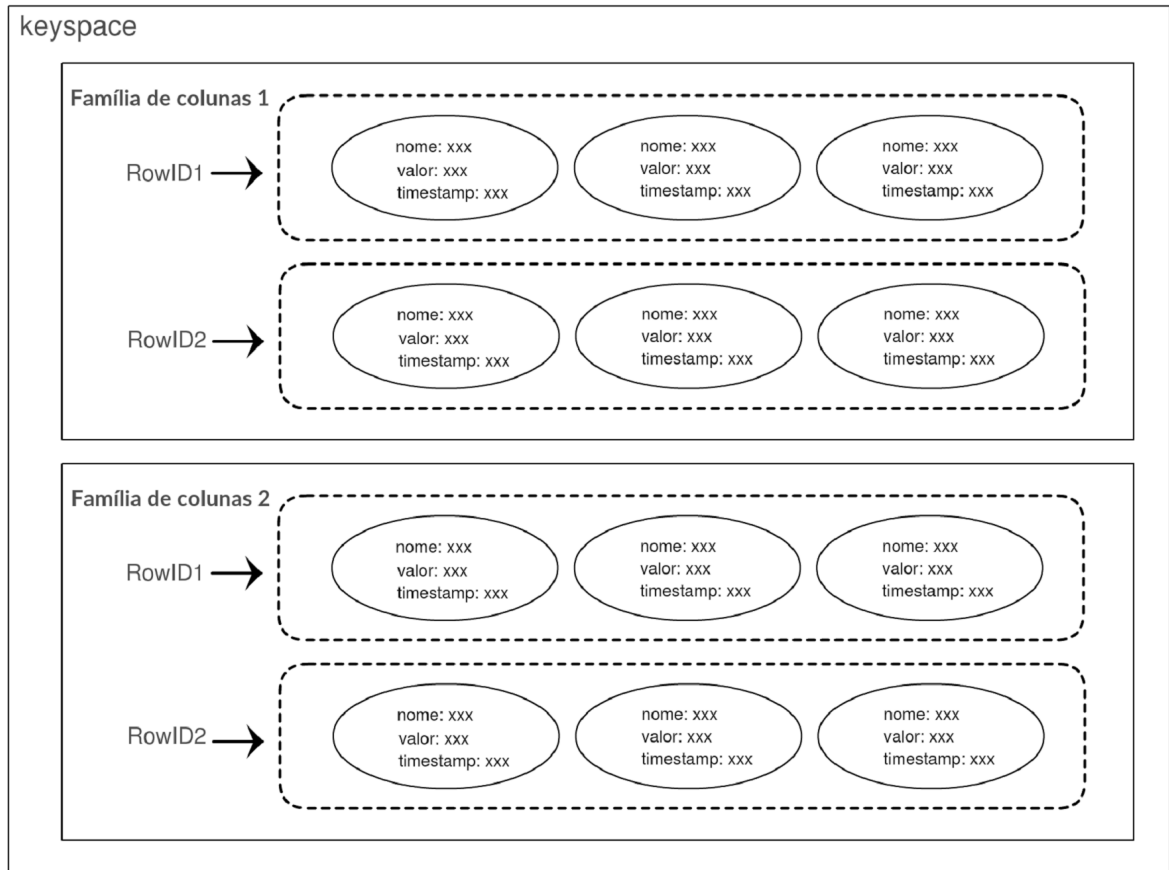 keyspace
Família de colunas 1
RowID1
nome: xxx
valor: xxx
timestamp: xxx
nome: xxx
valor: xxx
timestamp: xxx
nome: xxx
valor: xxx
timestamp: xxx
RowID2
nome: xxx
valor: xxx
timestamp: xxx
nome: xxx
valor: xxx
timestamp: xxx
nome: xxx
valor: xxx
timestamp: xxx
Família de colunas 2
RowID1
nome: xxx
valor: xxx
timestamp: xxx
nome: xxx
valor: xxx
timestamp: xxx
nome: xxx
valor: xxx
timestamp: xxx
RowID2
nome: xxx
valor: xxx
timestamp: xxx
nome: xxx
valor: xxx
timestamp: xxx
nome: xxx
valor: xxx
timestamp: xxx